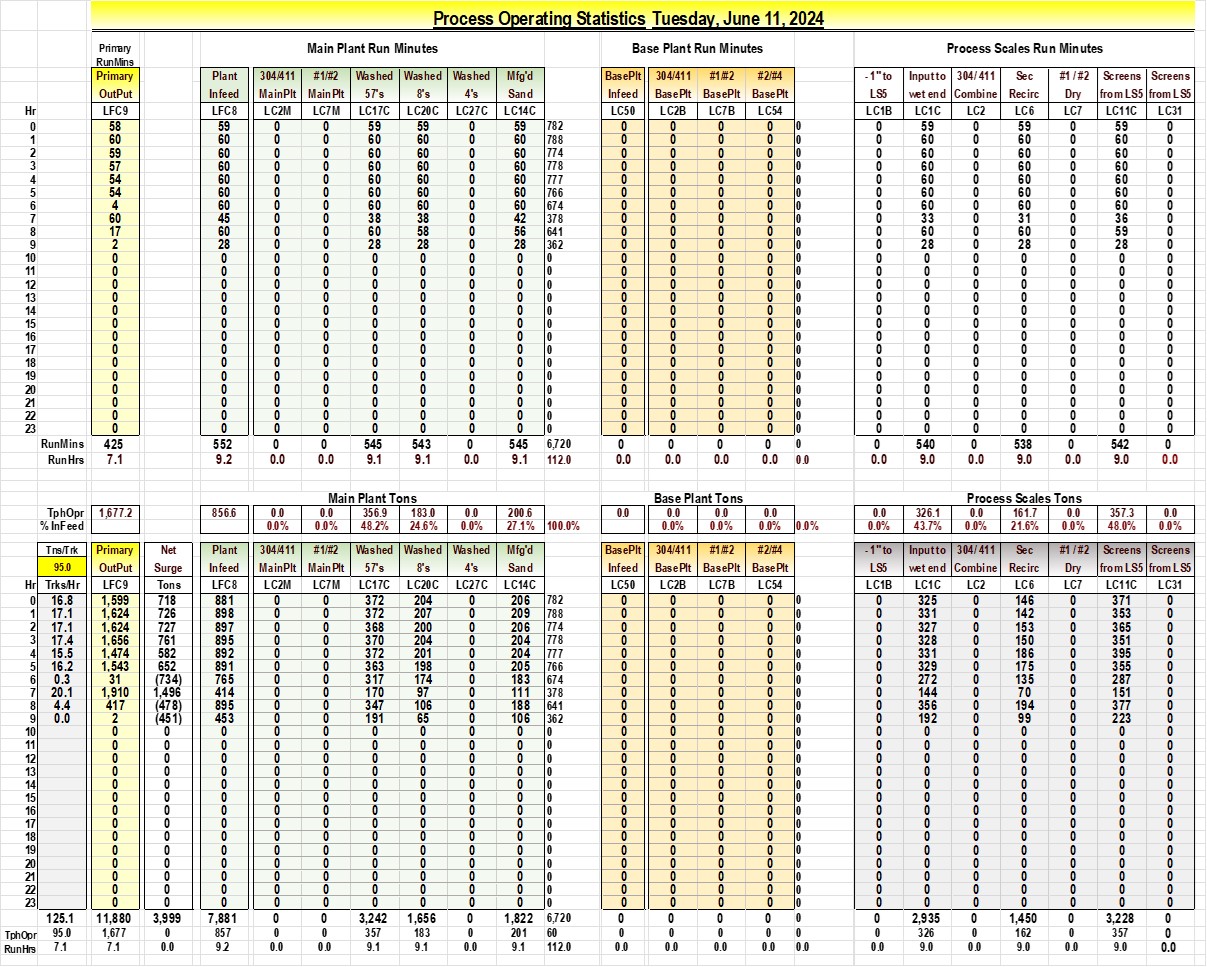 Process Operating Statistics Tuesday, June 11, 2024
Primary Main Plant Run Minutes Base Plant Run Minutes Process Scales Run Minutes
RunMins
Primary Plant 304/411 #1/#2 Washed Washed Washed Mfg'd BasePlt 304/411 #1/#2 #2/#4 -1" to Input to 304/411 Sec #1/#2 Screens Screens
OutPut Infeed MainPlt MainPlt 57's 8's 4's Sand Infeed BasePlt BasePlt BasePlt LS5 wet end Combine Recirc Dry from LS5 from LS5
Hr LFC9 LFC8 LC2M LC7M LC17C LC20C LC27C LC14C LC50 LC2B LC7B LC54 LC1B LC1C LC2 LC6 LC7 LC11C LC31
0 58 59 0 0 59 59 0 59 782 0 0 0 0 0 0 59 0 59 0 59 0
1 60 60 0 0 60 60 0 60 788 0 0 0 0 0 0 60 0 60 0 60 0
2 59 60 0 0 60 60 0 60 774 0 0 0 0 0 0 60 0 60 0 60 0
3 57 60 0 0 60 60 0 60 778 0 0 0 0 0 0 60 0 60 0 60 0
4 54 60 0 0 60 60 0 60 777 0 0 0 0 0 0 60 0 60 0 60 0
5 54 60 0 0 60 60 0 60 766 0 0 0 0 0 0 60 0 60 0 60 0
6 4 60 0 0 60 60 0 60 674 0 0 0 0 0 0 60 0 60 0 60 0
7 60 45 0 0 38 38 0 42 378 0 0 0 0 0 0 33 0 31 0 36 0
8 17 60 0 0 60 58 0 56 641 0 0 0 0 0 0 60 0 60 0 59 0
9 2 28 0 0 28 28 0 28 362 0 0 0 0 0 0 28 0 28 0 28 0
10 0 0 0 0 0 0 0 0 0 0 0 0 0 0 0 0 0 0 0 0 0
11 0 0 0 0 0 0 0 0 0 0 0 0 0 0 0 0 0 0 0 0 0
12 0 0 0 0 0 0 0 0 0 0 0 0 0 0 0 0 0 0 0 0 0
13 0 0 0 0 0 0 0 0 0 0 0 0 0 0 0 0 0 0 0 0 0
14 0 0 0 0 0 0 0 0 0 0 0 0 0 0 0 0 0 0 0 0 0
15 0 0 0 0 0 0 0 0 0 0 0 0 0 0 0 0 0 0 0 0 0
16 0 0 0 0 0 0 0 0 0 0 0 0 0 0 0 0 0 0 0 0 0
17 0 0 0 0 0 0 0 0 0 0 0 0 0 0 0 0 0 0 0 0 0
18 0 0 0 0 0 0 0 0 0 0 0 0 0 0 0 0 0 0 0 0 0
19 0 0 0 0 0 0 0 0 0 0 0 0 0 0 0 0 0 0 0 0 0
20 0 0 0 0 0 0 0 0 0 0 0 0 0 0 0 0 0 0 0 0 0
21 0 0 0 0 0 0 0 0 0 0 0 0 0 0 0 0 0 0 0 0 0
22 0 0 0 0 0 0 0 0 0 0 0 0 0 0 0 0 0 0 0 0 0
23 0 0 0 0 0 0 0 0 0 0 0 0 0 0 0 0 0 0 0 0 0
RunMins 425 552 0 0 545 543 0 545 6,720 0 0 0 0 0 0 540 0 538 0 542 0
RunHrs 7.1 9.2 0.0 0.0 9.1 9.1 0.0 9.1 112.0 0.0 0.0 0.0 0.0 0.0 0.0 9.0 0.0 9.0 0.0 9.0 0.0
Main Plant Tons Base Plant Tons Process Scales Tons
TphOpr 1,677.2 856.6 0.0 0.0 356.9 183.0 0.0 200.6 0.0 0.0 0.0 0.0 0.0 326.1 0.0 161.7 0.0 357.3 0.0
% InFeed 0.0% 0.0% 48.2% 24.6% 0.0% 27.1% 100.0% 0.0% 0.0% 0.0% 0.0% 0.0% 43.7% 0.0% 21.6% 0.0% 48.0% 0.0%
Tns/Trk Primary Net Plant 304/411 #1/#2 Washed Washed Washed Mfg'd BasePlt 304/411 #1/#2 #2/#4 -1" to Input to 304/411 Sec #1/#2 Screens Screens
95.0 OutPut Surge Infeed MainPlt MainPlt 57's 8's 4's Sand Infeed BasePlt BasePlt BasePlt LS5 wet end Combine Recirc Dry from LS5 from LS5
Hr Trks/Hr LFC9 Tons LFC8 LC2M LC7M LC17C LC20C LC27C LC14C LC50 LC2B LC7B LC54 LC1B LC1C LC2 LC6 LC7 LC11C LC31
0 16.8 1,599 718 881 0 0 372 204 0 206 782 0 0 0 0 0 0 325 0 146 0 371 0
1 17.1 1,624 726 898 0 0 372 207 0 209 788 0 0 0 0 0 0 331 0 142 0 353 0
2 17.1 1,624 727 897 0 0 368 200 0 206 774 0 0 0 0 0 0 327 0 153 0 365 0
3 17.4 1,656 761 895 0 0 370 204 0 204 778 0 0 0 0 0 0 328 0 150 0 351 0
4 15.5 1,474 582 892 0 0 372 201 0 204 777 0 0 0 0 0 0 331 0 186 0 395 0
5 16.2 1,543 652 891 0 0 363 198 0 205 766 0 0 0 0 0 0 329 0 175 0 355 0
6 0.3 31 (734) 765 0 0 317 174 0 183 674 0 0 0 0 0 0 272 0 135 0 287 0
7 20.1 1,910 1,496 414 0 0 170 97 0 111 378 0 0 0 0 0 0 144 0 70 0 151 0
8 4.4 417 (478) 895 0 0 347 106 0 188 641 0 0 0 0 0 0 356 0 194 0 377 0
9 0.0 2 (451) 453 0 0 191 65 0 106 362 0 0 0 0 0 0 192 0 99 0 223 0
10 0 0 0 0 0 0 0 0 0 0 0 0 0 0 0 0 0 0 0 0 0 0
11 0 0 0 0 0 0 0 0 0 0 0 0 0 0 0 0 0 0 0 0 0 0
12 0 0 0 0 0 0 0 0 0 0 0 0 0 0 0 0 0 0 0 0 0 0
13 0 0 0 0 0 0 0 0 0 0 0 0 0 0 0 0 0 0 0 0 0 0
14 0 0 0 0 0 0 0 0 0 0 0 0 0 0 0 0 0 0 0 0 0 0
15 0 0 0 0 0 0 0 0 0 0 0 0 0 0 0 0 0 0 0 0 0 0
16 0 0 0 0 0 0 0 0 0 0 0 0 0 0 0 0 0 0 0 0 0 0
17 0 0 0 0 0 0 0 0 0 0 0 0 0 0 0 0 0 0 0 0 0 0
18 0 0 0 0 0 0 0 0 0 0 0 0 0 0 0 0 0 0 0 0 0 0
19 0 0 0 0 0 0 0 0 0 0 0 0 0 0 0 0 0 0 0 0 0 0
20 0 0 0 0 0 0 0 0 0 0 0 0 0 0 0 0 0 0 0 0 0 0
21 0 0 0 0 0 0 0 0 0 0 0 0 0 0 0 0 0 0 0 0 0 0
22 0 0 0 0 0 0 0 0 0 0 0 0 0 0 0 0 0 0 0 0 0 0
23 0 0 0 0 0 0 0 0 0 0 0 0 0 0 0 0 0 0 0 0 0 0
125.1 11,880 3,999 7,881 0 0 3,242 1,656 0 1,822 6,720 0 0 0 0 0 0 2,935 0 1,450 0 3,228 0
TphOpr 95.0 1,677 0 857 0 0 357 183 0 201 60 0 0 0 0 0 0 326 0 162 0 357 0
RunHrs 7.1 7.1 0.0 9.2 0.0 0.0 9.1 9.1 0.0 9.1 112.0 0.0 0.0 0.0 0.0 0.0 0.0 9.0 0.0 9.0 0.0 9.0 0.0